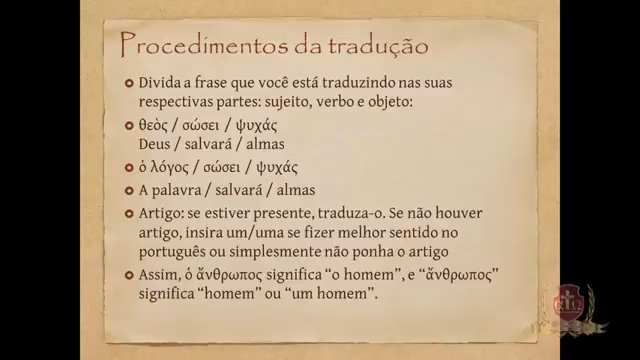 Procedimentos da tradução
Divida a frase que você está traduzindo nas suas
respectivas partes: sujeito, verbo e objeto:
θεὸς / σώσει / ψυχάς
Deus / salvará / almas
ὁ λόγος / σώσει / ψυχάς
A palavra / salvará / almas
Artigo: se estiver presente, traduza-o. Se não houver
artigo, insira um/uma se fizer melhor sentido no
português ou simplesmente não ponha o artigo
Assim, ὁ ἄνθρωπος significa “o homem”, e “ἄνθρωπος”
significa “homem” ou “um homem”.